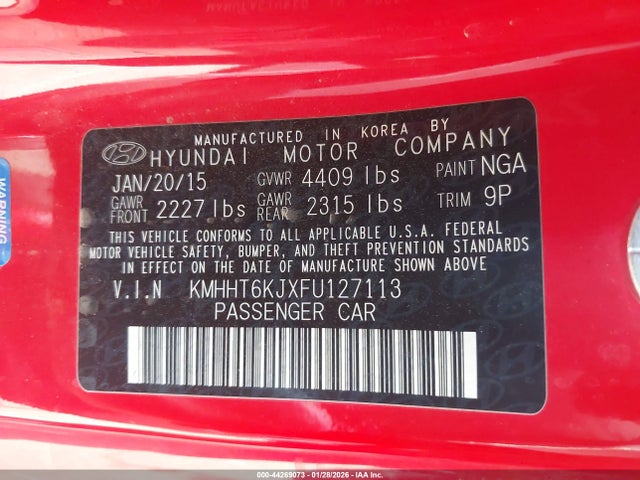 MANUFACTURED IN KOREA BY
HYUNDAI MOTOR COMPANY
JAN/20/15 GVWR 4409 lbs PAINT NGA
GAWR FRONT 2227 lbs GAWR REAR 2315 lbs TRIM 9P
THIS VEHICLE CONFORMS TO ALL APPLICABLE U.S.A. FEDERAL
MOTOR VEHICLE SAFETY, BUMPER, AND THEFT PREVENTION STANDARDS
IN EFFECT ON THE DATE OF MANUFACTURE SHOWN ABOVE.
V.I.N KMHHT6KJXFU127113
PASSENGER CAR
WARNING
000-44269073 - 01/28/2026 - IAAI.COM